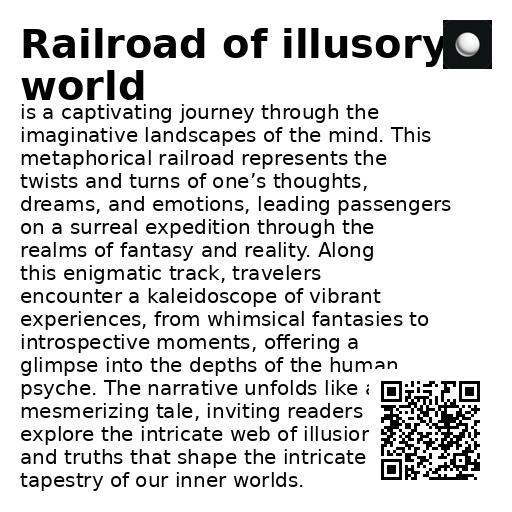 Railroad of illusory
world
is a captivating journey through the
imaginative landscapes of the mind. This
metaphorical railroad represents the
twists and turns of one’s thoughts,
dreams, and emotions, leading passengers
on a surreal expedition through the
realms of fantasy and reality. Along
this enigmatic track, travelers
encounter a kaleidoscope of vibrant
experiences, from whimsical fantasies to
introspective moments, offering a
glimpse into the depths of the human
psyche. The narrative unfolds like a
mesmerizing tale, inviting readers
explore the intricate web of illusion
and truths that shape the intricate
tapestry of our inner worlds.